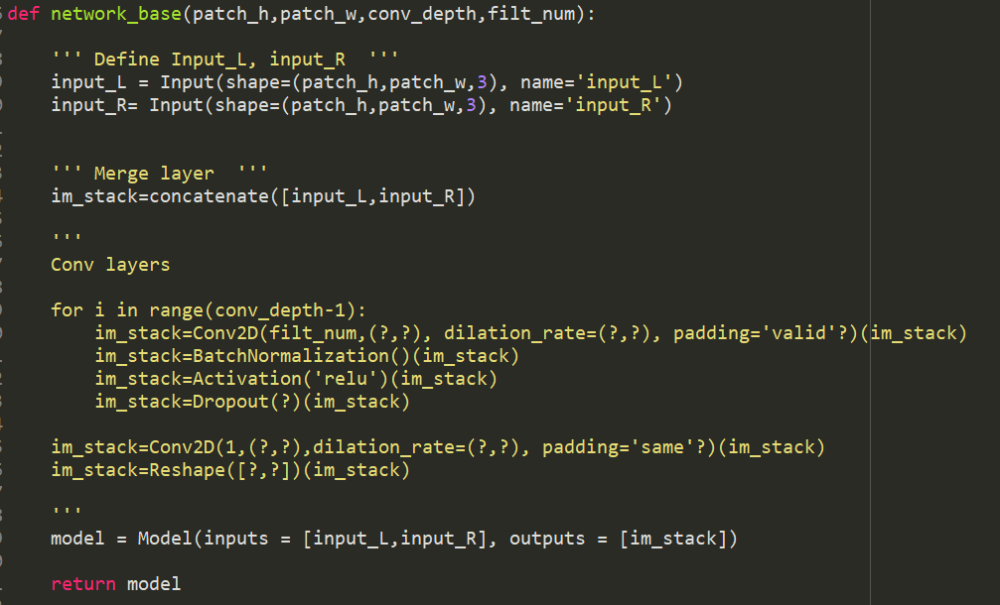 def network_base(patch_h,patch_w,conv_depth,filt_num):
''' Define Input_L, input_R  '''
input_L = Input(shape=(patch_h,patch_w,3), name='input_L')
input_R= Input(shape=(patch_h,patch_w,3), name='input_R')
''' Merge layer  '''
im_stack=concatenate([input_L,input_R])
'''
Conv layers
for i in range(conv_depth-1):
im_stack=Conv2D(filt_num,(?,?), dilation_rate=(?,?), padding='valid'?)(im_stack)
im_stack=BatchNormalization()(im_stack)
im_stack=Activation('relu')(im_stack)
im_stack=Dropout(?)(im_stack)
im_stack=Conv2D(1,(?,?),dilation_rate=(?,?), padding='same'?)(im_stack)
im_stack=Reshape([?,?])(im_stack)
'''
model = Model(inputs = [input_L,input_R], outputs = [im_stack])
return model